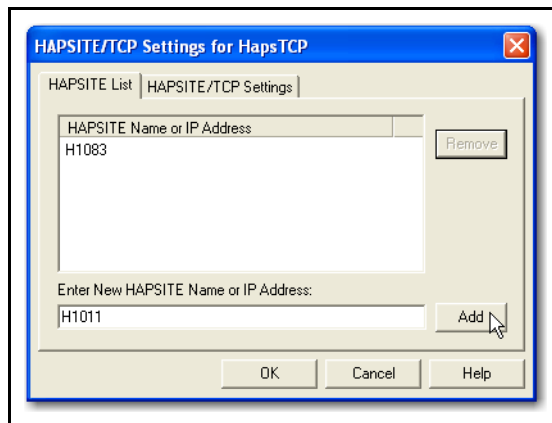 HAPSITE/TCP Settings for HapsTCP
HAPSITE List HAPSITE/TCP Settings
HAPSITE Name or IP Address
H1083
Remove
Enter New HAPSITE Name or IP Address:
H1011 Add
OK Cancel Help